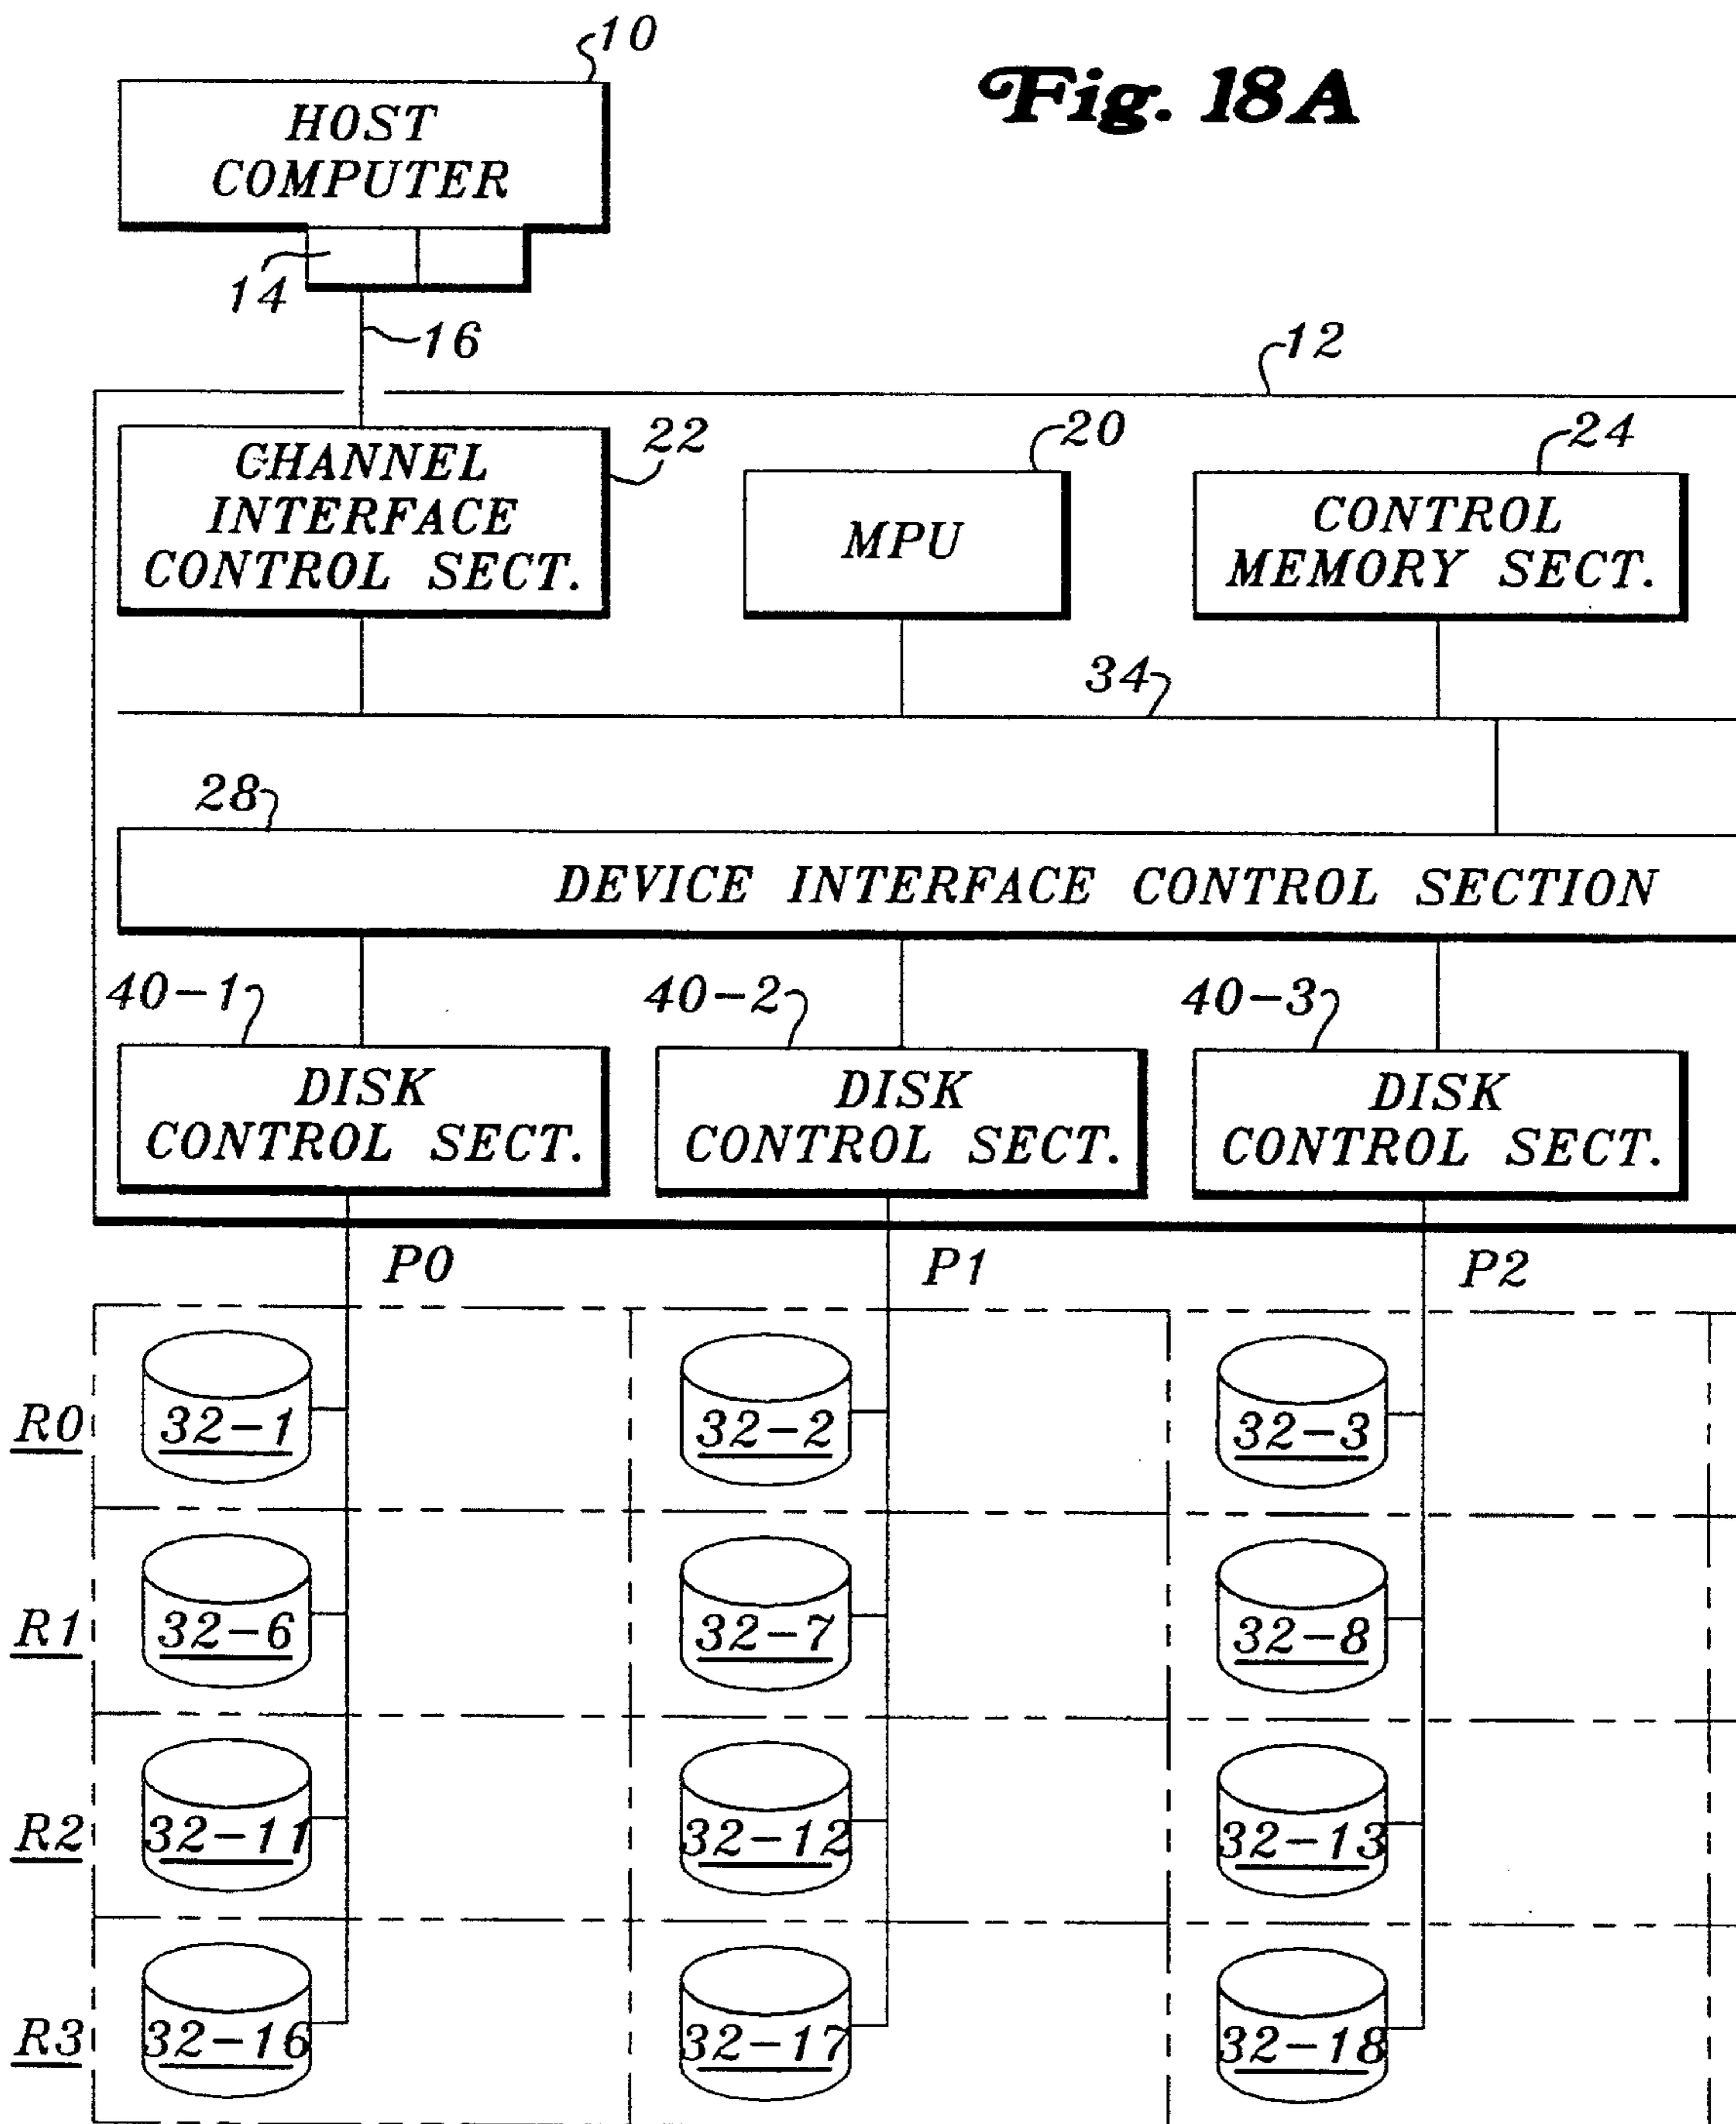 10
Fig. 18A
HOST
COMPUTER
14
16
12
CHANNEL
INTERFACE
CONTROL SECT.
22
20
MPU
24
CONTROL
MEMORY SECT.
34
28
DEVICE INTERFACE CONTROL SECTION
40-1
40-2
40-3
DISK
CONTROL SECT.
DISK
CONTROL SECT.
DISK
CONTROL SECT.
P0
P1
P2
R0
32-1
32-2
32-3
R1
32-6
32-7
32-8
R2
32-11
32-12
32-13
R3
32-16
32-17
32-18